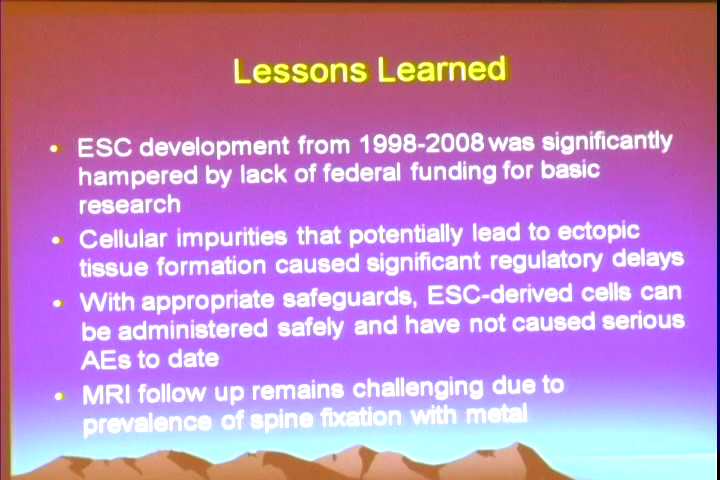 Lessons Learned
• ESC development from 1998-2008 was significantly
hampered by lack of federal funding for basic
research
• Cellular impurities that potentially lead to ectopic
tissue formation caused significant regulatory delays
• With appropriate safeguards, ESC-derived cells can
be administered safely and have not caused serious
AEs to date
• MRI follow up remains challenging due to
prevalence of spine fixation with metal